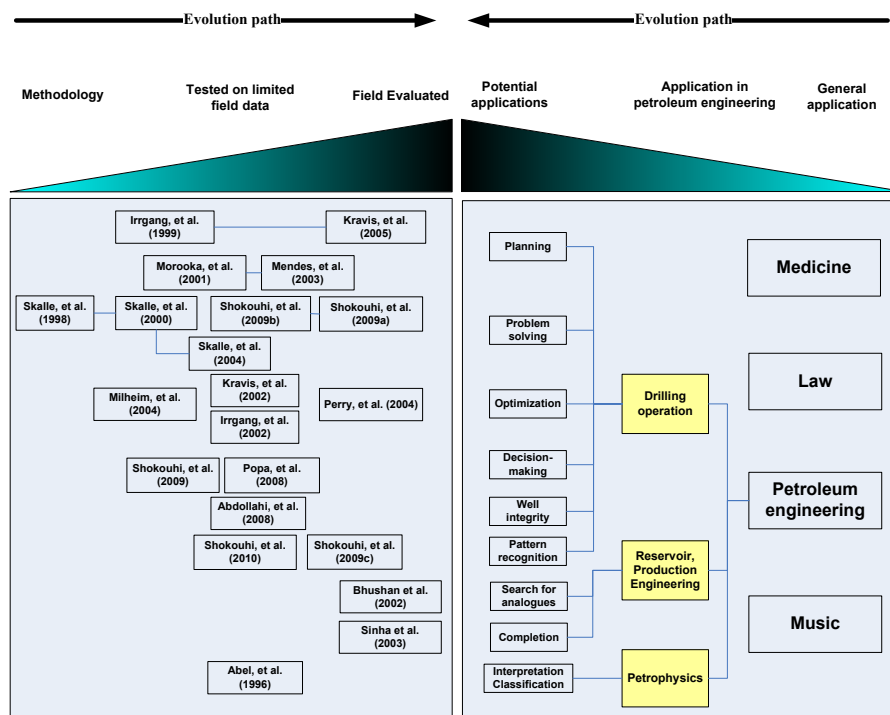 Evolution path
Evolution path
Methodology
Tested on limited
field data
Field Evaluated
Potential
applications
Application in
petroleum engineering
General
application
Irrgang, et al.
(1999)
Kravis, et al.
(2005)
Morooka, et al.
(2001)
Mendes, et al.
(2003)
Skalle, et al.
(1998)
Skalle, et al.
(2000)
Shokouhi, et al.
(2009b)
Shokouhi, et al.
(2009a)
Skalle, et al.
(2004)
Kravis, et al.
(2002)
Milheim, et al.
(2004)
Perry, et al. (2004)
Irrgang, et al.
(2002)
Shokouhi, et al.
(2009)
Popa, et al.
(2008)
Abdollahi, et al.
(2008)
Shokouhi, et al.
(2010)
Shokouhi, et al.
(2009c)
Bhushan et al.
(2002)
Sinha et al.
(2003)
Abel, et al.
(1996)
Planning
Problem
solving
Optimization
Decision-
making
Well
integrity
Pattern
recognition
Search for
analogues
Completion
Interpretation
Classification
Drilling
operation
Reservoir,
Production
Engineering
Petrophysics
Medicine
Law
Petroleum
engineering
Music